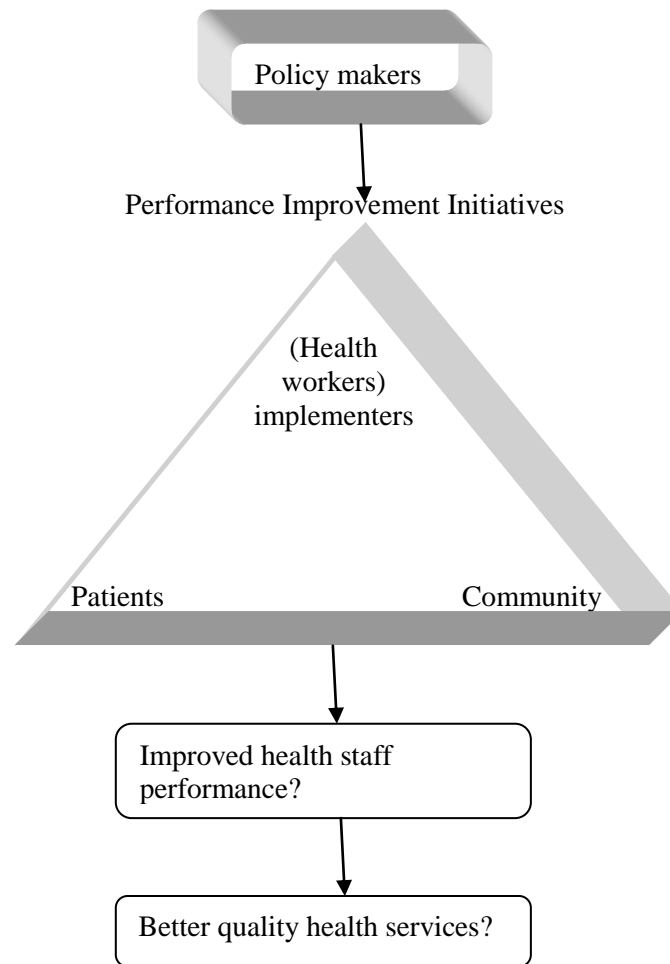 Policy makers
Performance Improvement Initiatives
(Health
workers)
implementers
Patients
Community
Improved health staff
performance?
Better quality health services?